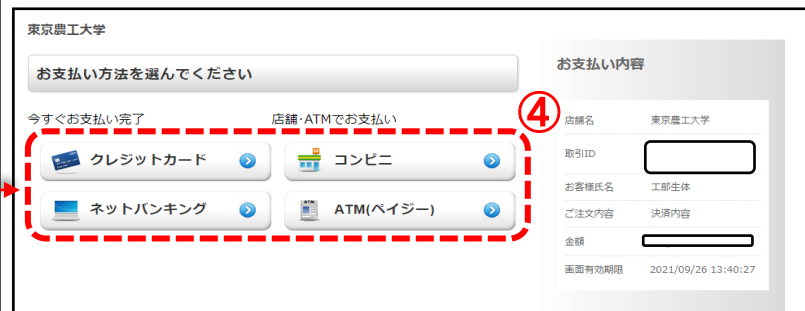 東京農工大学
お支払い方法を選んでください
今すぐお支払い完了
店舗・ATMでお支払い
クレジットカード
コンビニ
ネットバンキング
ATM(ペイジー)
④
お支払い内容
店舗名 東京農工大学
取引ID
お客様氏名 工部生体
ご注文内容 決済内容
金額
画面有効期限 2021/09/26 13:40:27